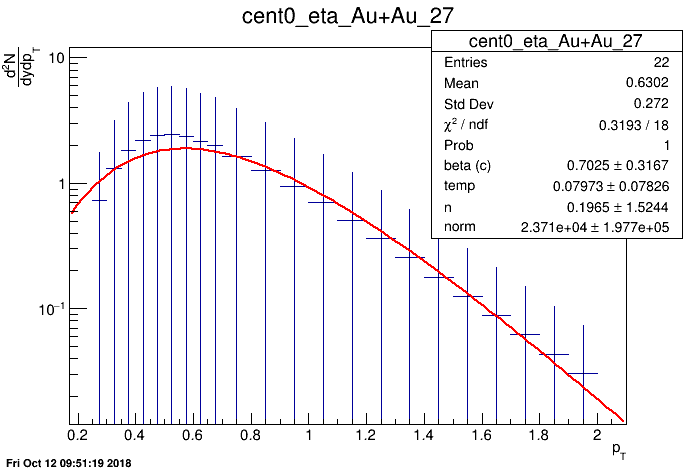 cent0_eta_Au+Au_27
cent0_eta_Au+Au_27
Entries 22
Mean 0.6302
Std Dev 0.272
χ² / ndf 0.3193 / 18
Prob 1
beta (c) 0.7025 ± 0.3167
temp 0.07973 ± 0.07826
n 0.1965 ± 1.5244
norm 2.371e+04 ± 1.977e+05
d²N
dydp_T
10
1
10⁻¹
0.2 0.4 0.6 0.8 1 1.2 1.4 1.6 1.8 2
p_T
Fri Oct 12 09:51:19 2018